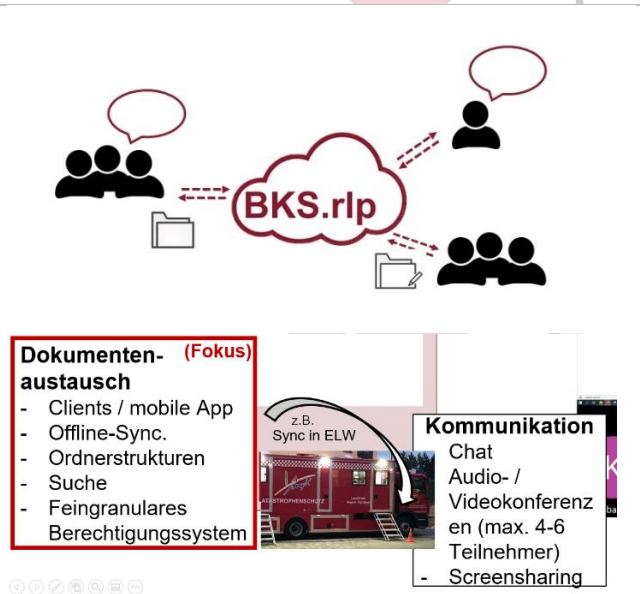 BKS.rlp
Dokumenten- (Fokus)
austausch
- Clients / mobile App
- Offline-Sync.
- Ordnerstrukturen
- Suche
- Feingranulares
Berechtigungssystem
z.B.
Sync in ELW
KATASTROPHENSCHUTZ
Kommunikation
Chat
Audio- /
Videokonferenz
en (max. 4-6
Teilnehmer)
- Screensharing
K
ba